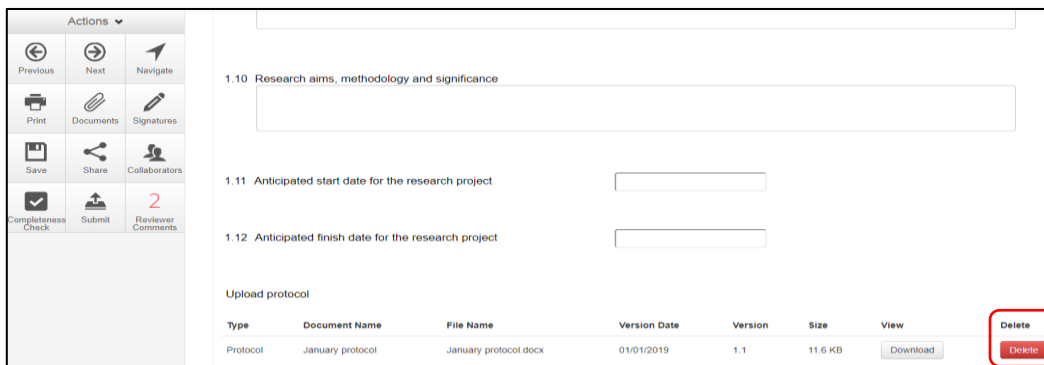 Actions
Previous Next Navigate
Print Documents Signatures
Save Share Collaborators
Completeness Check Submit 2 Reviewer Comments
1.10 Research aims, methodology and significance
1.11 Anticipated start date for the research project
1.12 Anticipated finish date for the research project
Upload protocol
Type Document Name File Name Version Date Version Size View Delete
Protocol January protocol January protocol.docx 01/01/2019 1.1 11.6 KB Download Delete